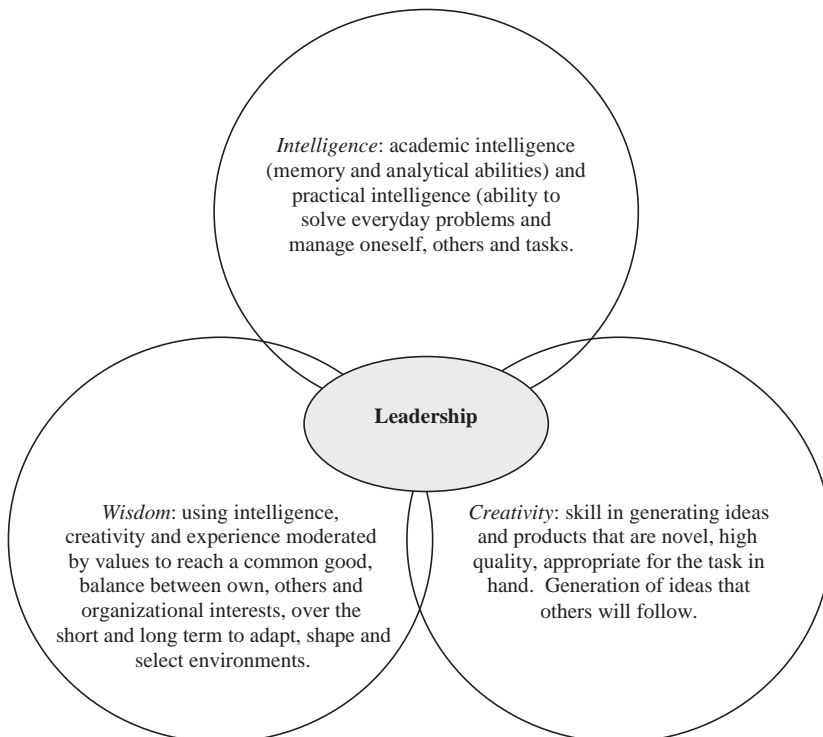 Intelligence: academic intelligence
(memory and analytical abilities) and
practical intelligence (ability to
solve everyday problems and
manage oneself, others and tasks.
Leadership
Wisdom: using intelligence,
creativity and experience moderated
by values to reach a common good,
balance between own, others and
organizational interests, over the
short and long term to adapt, shape and
select environments.
Creativity: skill in generating ideas
and products that are novel, high
quality, appropriate for the task in
hand.  Generation of ideas that
others will follow.